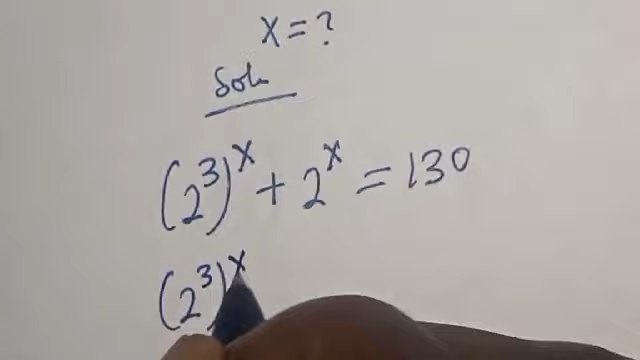 x=?
Soln
(2³)ˣ + 2ˣ = 130
(2³)ˣ